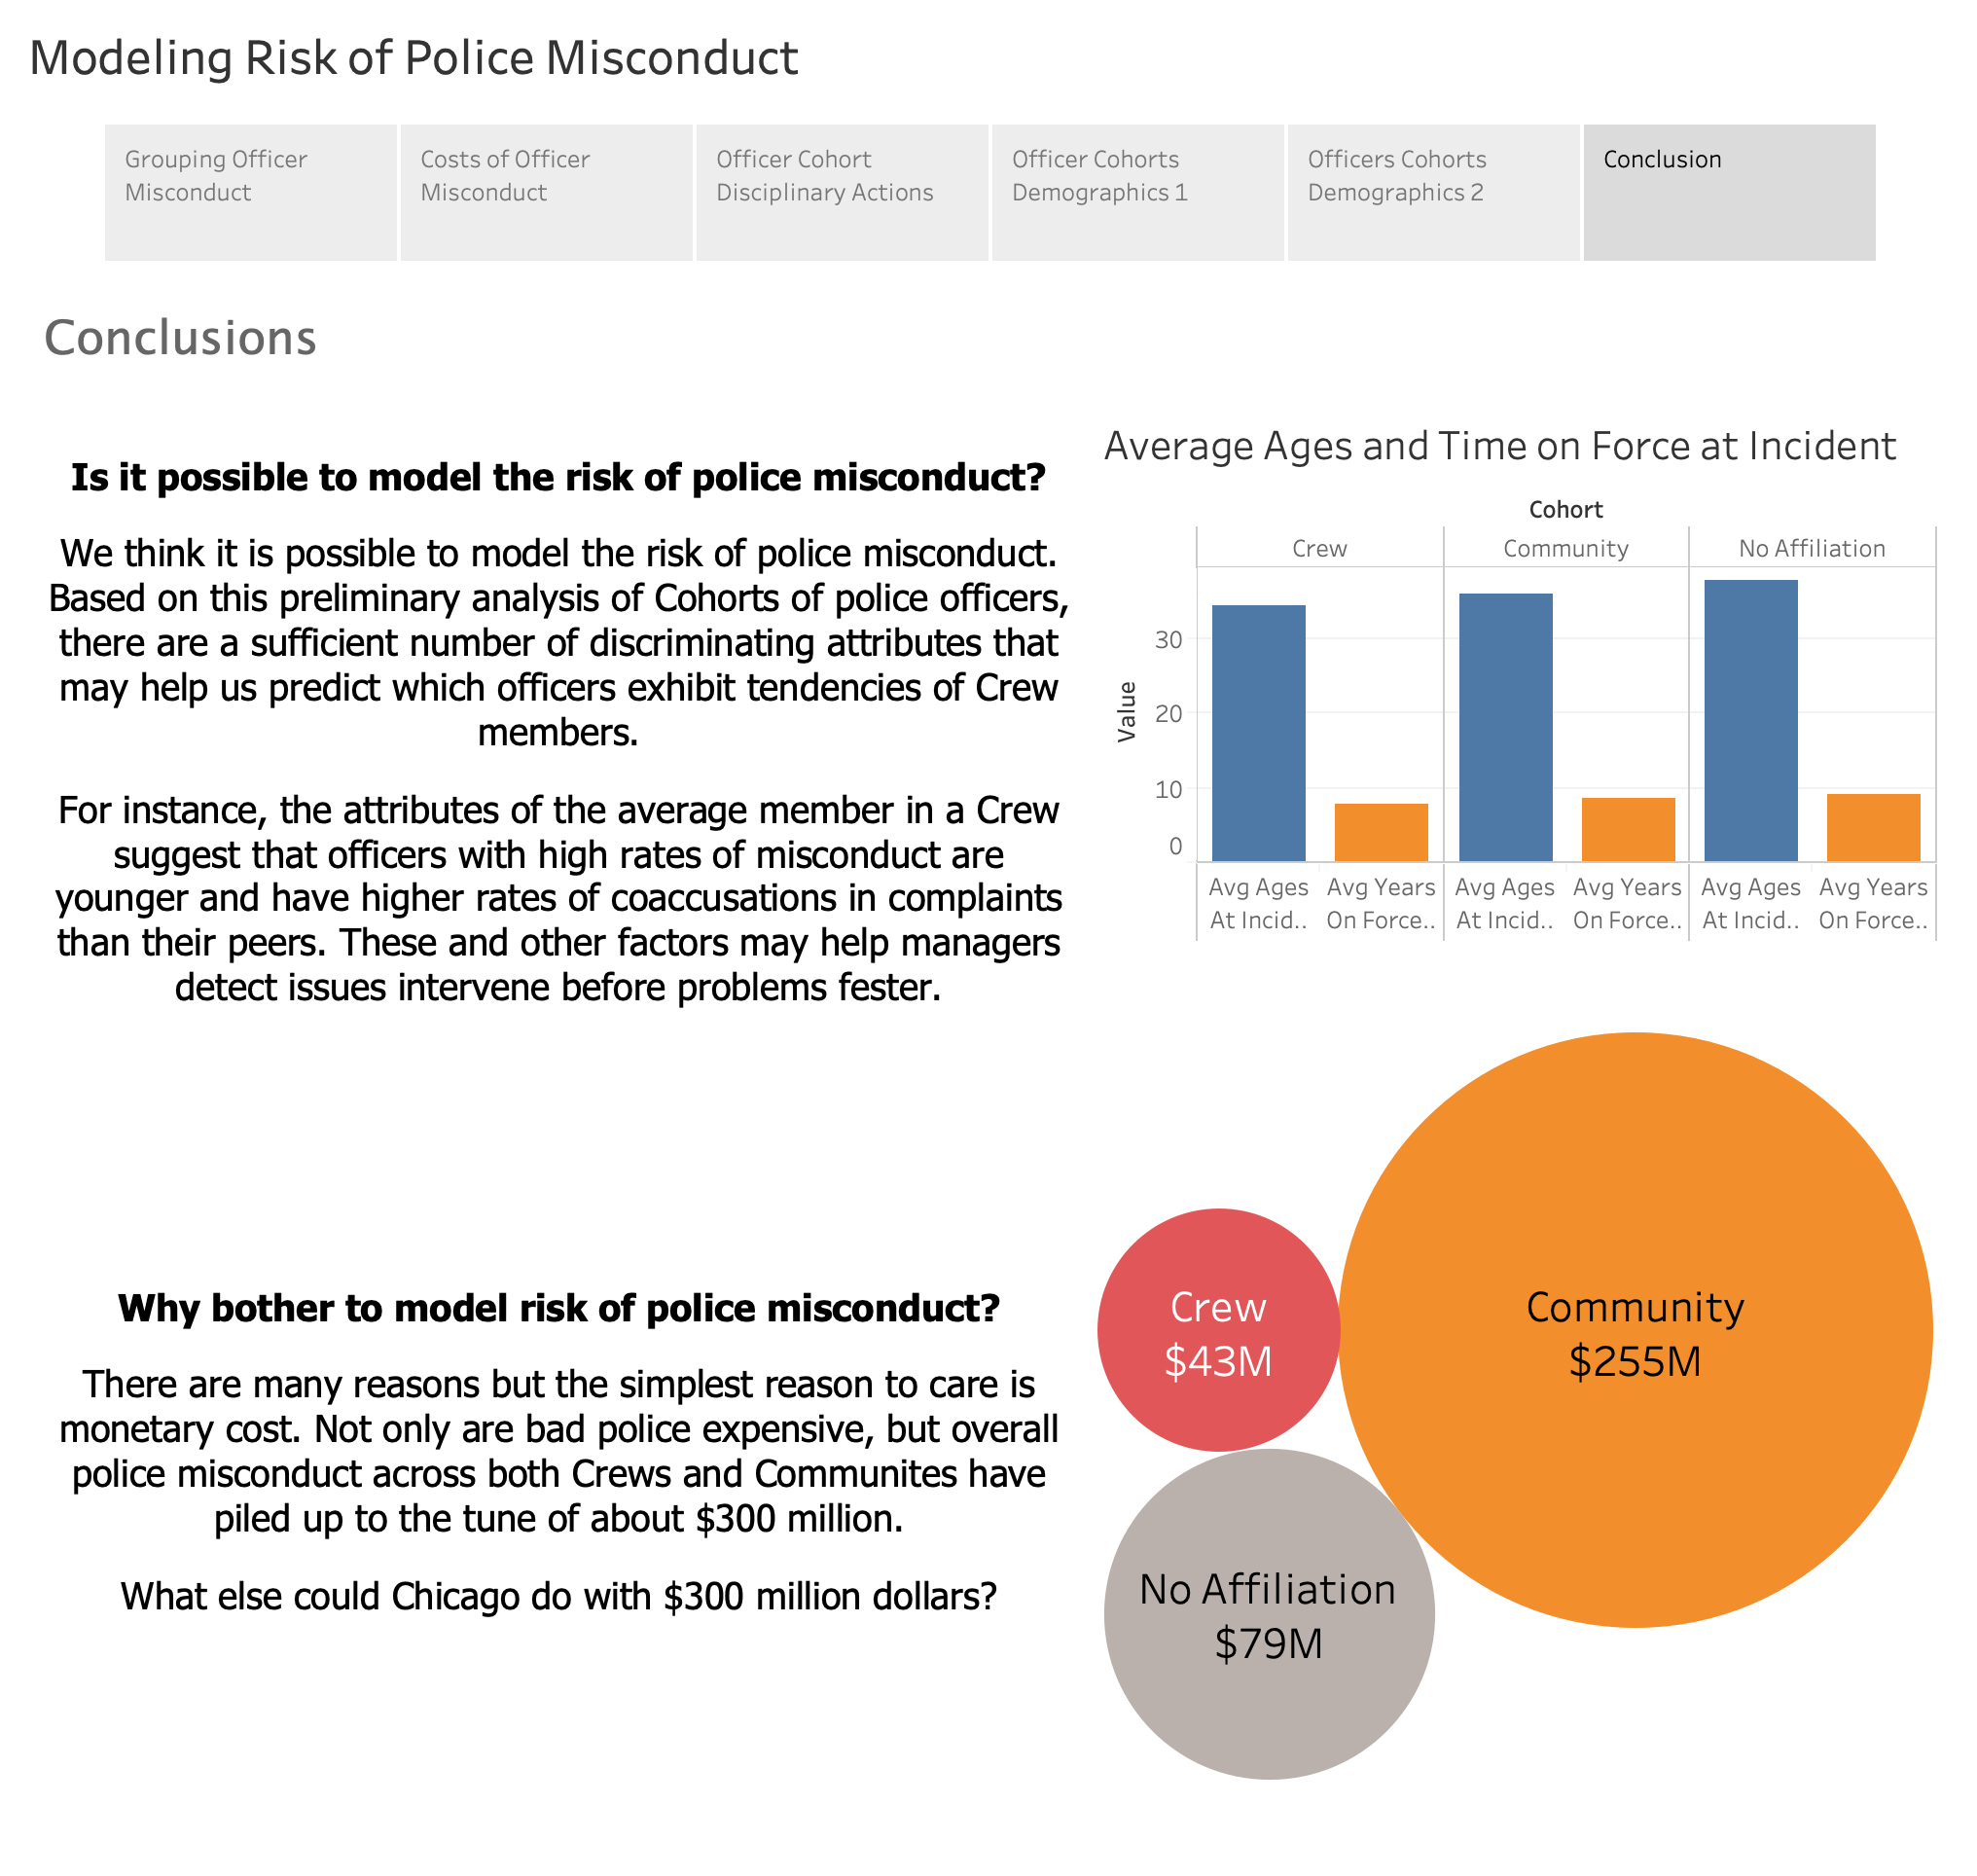 Modeling Risk of Police Misconduct
Grouping Officer
Misconduct
Costs of Officer
Misconduct
Officer Cohort
Disciplinary Actions
Officer Cohorts
Demographics 1
Officers Cohorts
Demographics 2
Conclusion
Conclusions
Is it possible to model the risk of police misconduct?
We think it is possible to model the risk of police misconduct.
Based on this preliminary analysis of Cohorts of police officers,
there are a sufficient number of discriminating attributes that
may help us predict which officers exhibit tendencies of Crew
members.
For instance, the attributes of the average member in a Crew
suggest that officers with high rates of misconduct are
younger and have higher rates of coaccusations in complaints
than their peers. These and other factors may help managers
detect issues intervene before problems fester.
Average Ages and Time on Force at Incident
Cohort
Crew
Community
No Affiliation
Value
30
20
10
0
Avg Ages
At Incid..
Avg Years
On Force..
Avg Ages
At Incid..
Avg Years
On Force..
Avg Ages
At Incid..
Avg Years
On Force..
Why bother to model risk of police misconduct?
There are many reasons but the simplest reason to care is
monetary cost. Not only are bad police expensive, but overall
police misconduct across both Crews and Communites have
piled up to the tune of about $300 million.
What else could Chicago do with $300 million dollars?
Crew
$43M
Community
$255M
No Affiliation
$79M